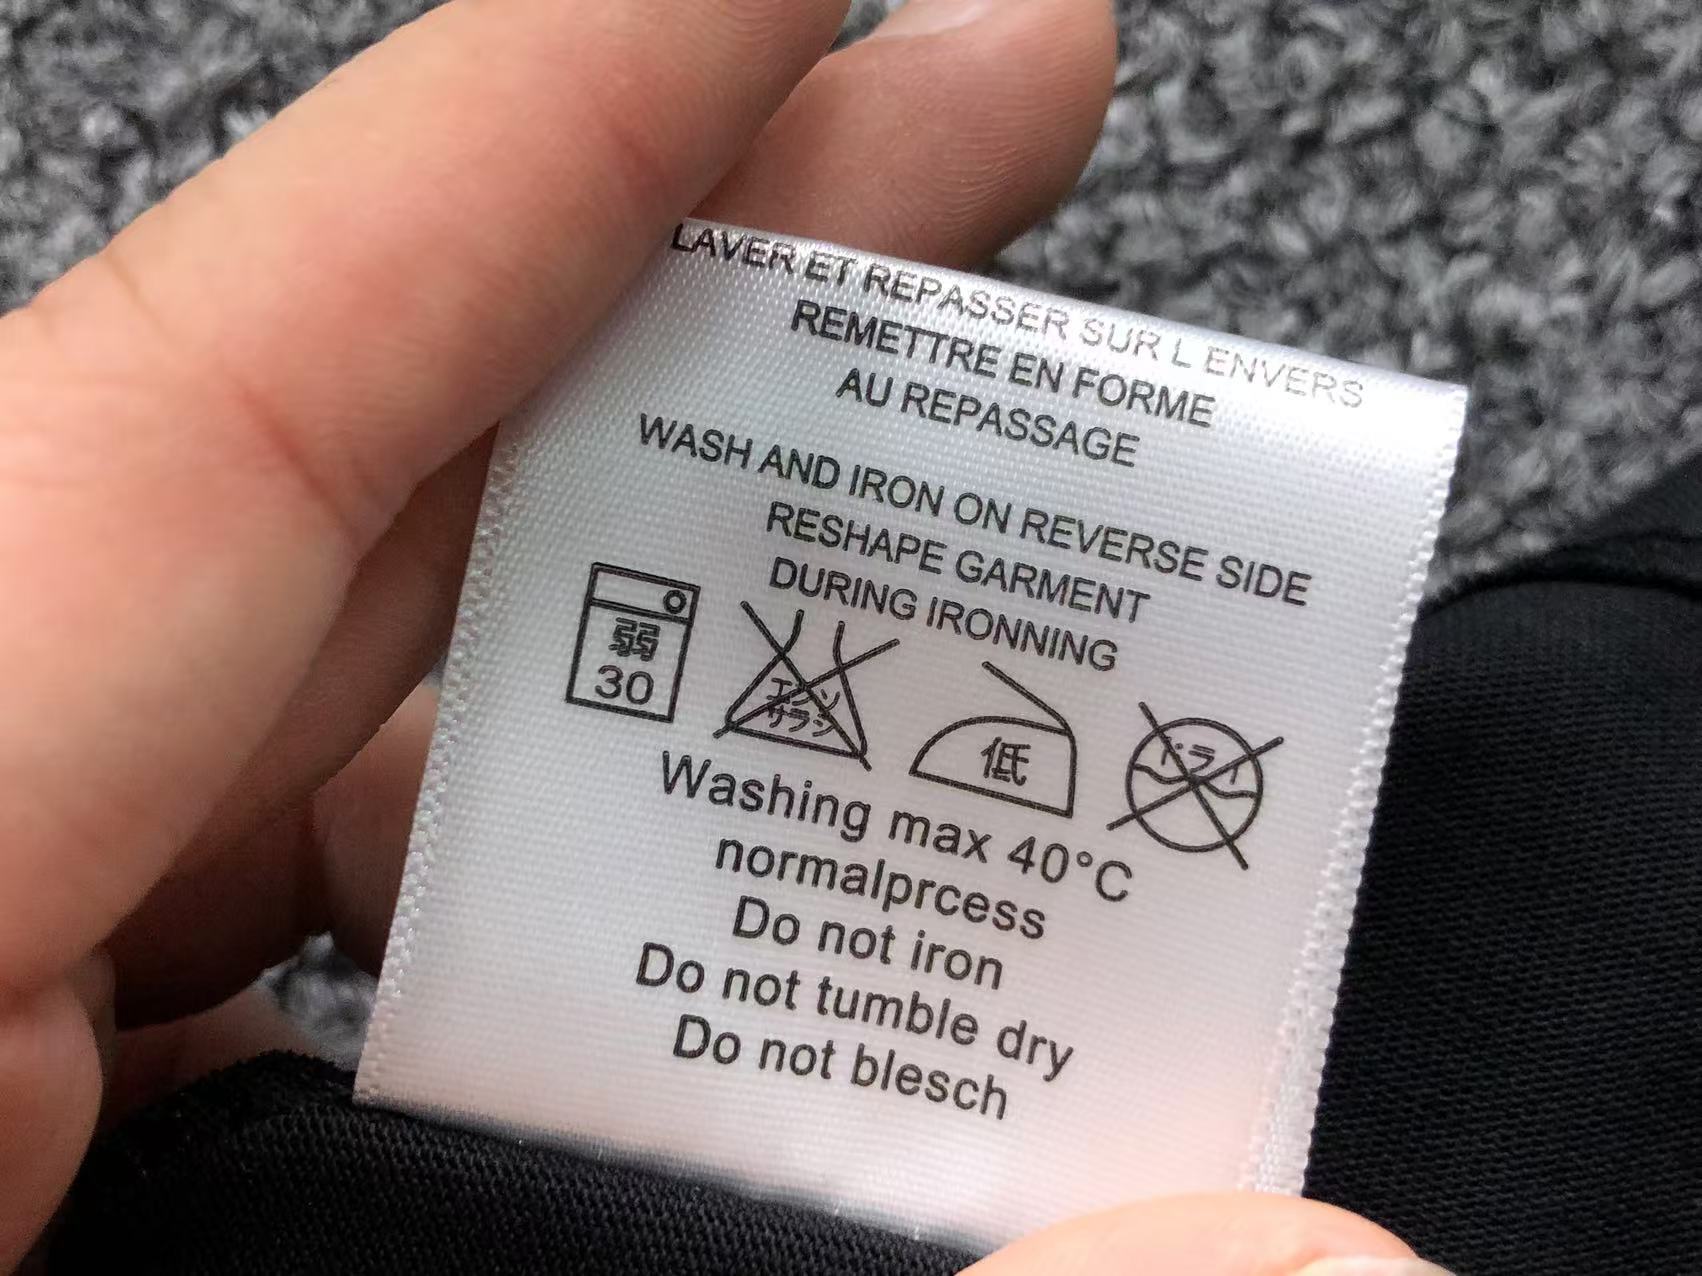 LAVER ET REPASSER SUR L ENVERS
REMETTRE EN FORME
AU REPASSAGE
WASH AND IRON ON REVERSE SIDE
RESHAPE GARMENT
DURING IRONNING
弱
30
エンソ
サラシ
低
ドライ
Washing max 40°C
normalprcess
Do not iron
Do not tumble dry
Do not blesch